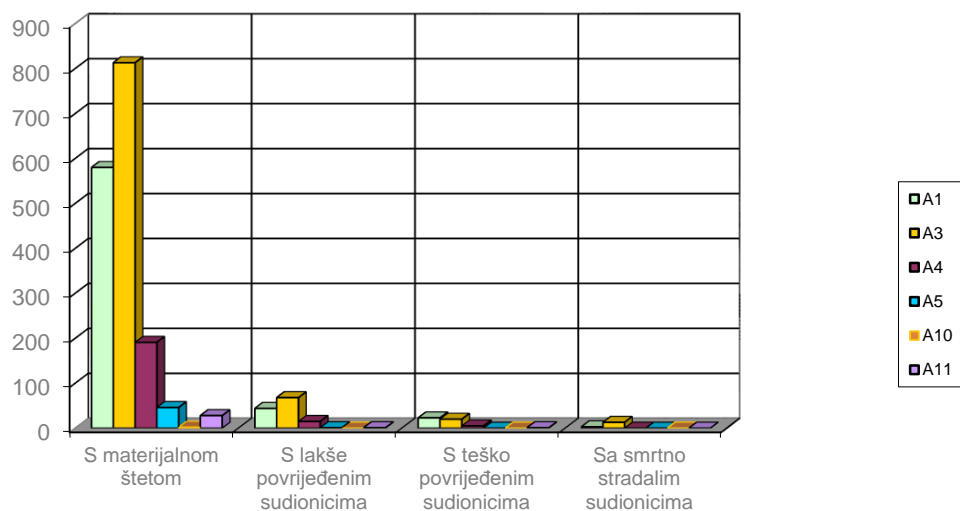 900
800
700
600
500
400
300
200
100
0
S materijalnom
štetom
S lakše
povrijeđenim
sudionicima
S teško
povrijeđenim
sudionicima
Sa smrtno
stradalim
sudionicima
A1
A3
A4
A5
A10
A11